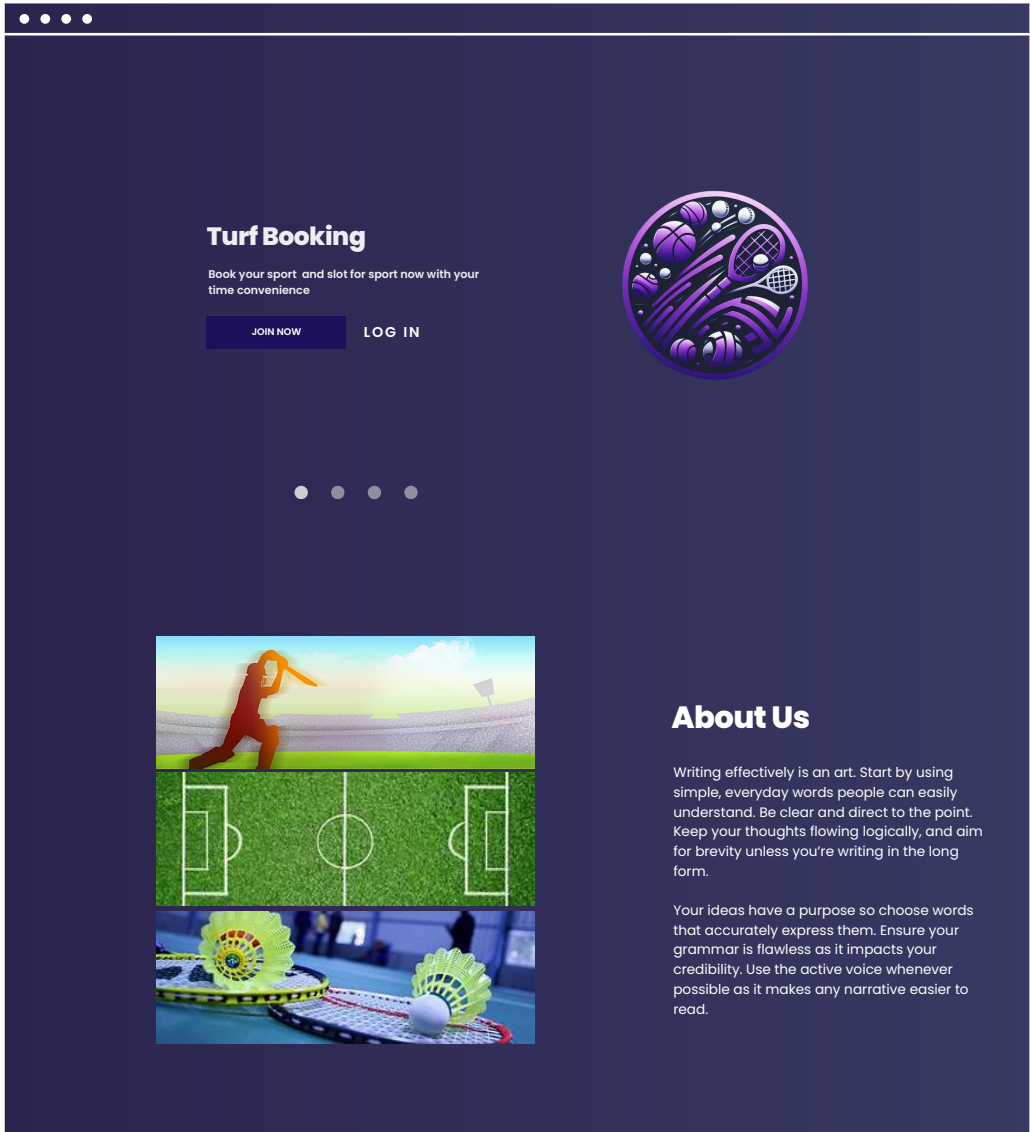 Turf Booking
Book your sport  and slot for sport now with your
time convenience
JOIN NOW
LOG IN
About Us
Writing effectively is an art. Start by using
simple, everyday words people can easily
understand. Be clear and direct to the point.
Keep your thoughts flowing logically, and aim
for brevity unless you’re writing in the long
form.
Your ideas have a purpose so choose words
that accurately express them. Ensure your
grammar is flawless as it impacts your
credibility. Use the active voice whenever
possible as it makes any narrative easier to
read.